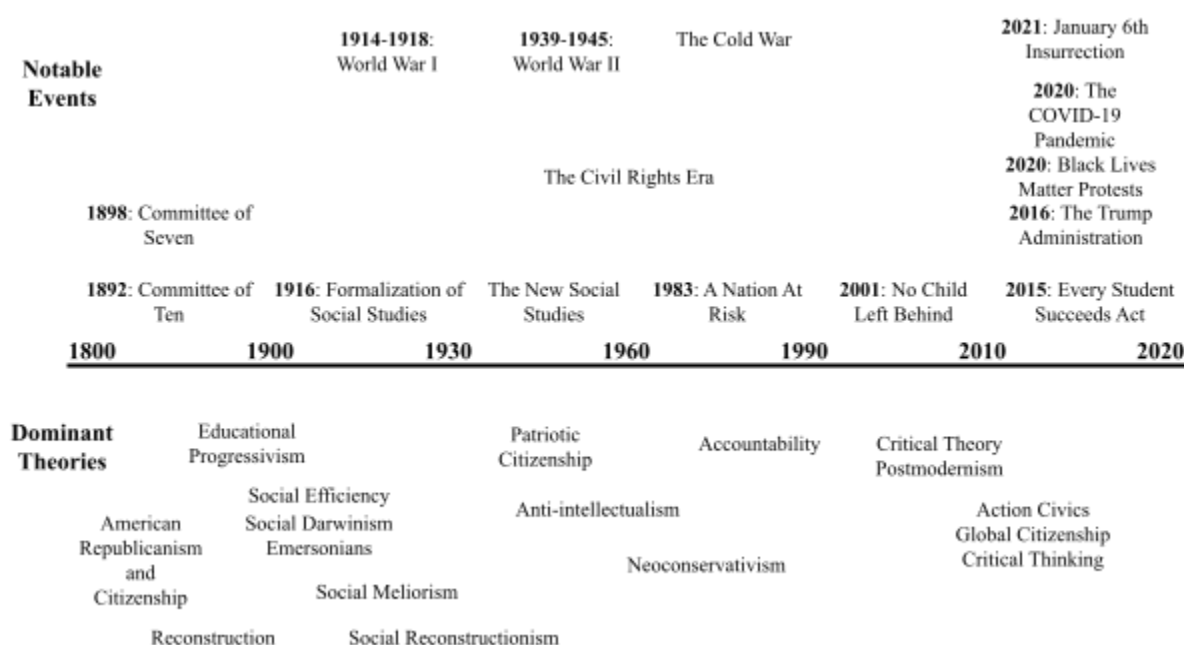 Notable
Events
1914-1918:
World War I
1939-1945:
World War II
The Cold War
2021: January 6th
Insurrection
2020: The
COVID-19
Pandemic
The Civil Rights Era
2020: Black Lives
Matter Protests
1898: Committee of
Seven
2016: The Trump
Administration
1892: Committee of
Ten
1916: Formalization of
Social Studies
The New Social
Studies
1983: A Nation At
Risk
2001: No Child
Left Behind
2015: Every Student
Succeeds Act
1800 1900 1930 1960 1990 2010 2020
Dominant
Theories
Educational
Progressivism
Patriotic
Citizenship
Accountability
Critical Theory
Postmodernism
Social Efficiency
Social Darwinism
Emersonians
Anti-intellectualism
Action Civics
Global Citizenship
Critical Thinking
American
Republicanism
and
Citizenship
Neoconservativism
Social Meliorism
Reconstruction
Social Reconstructionism